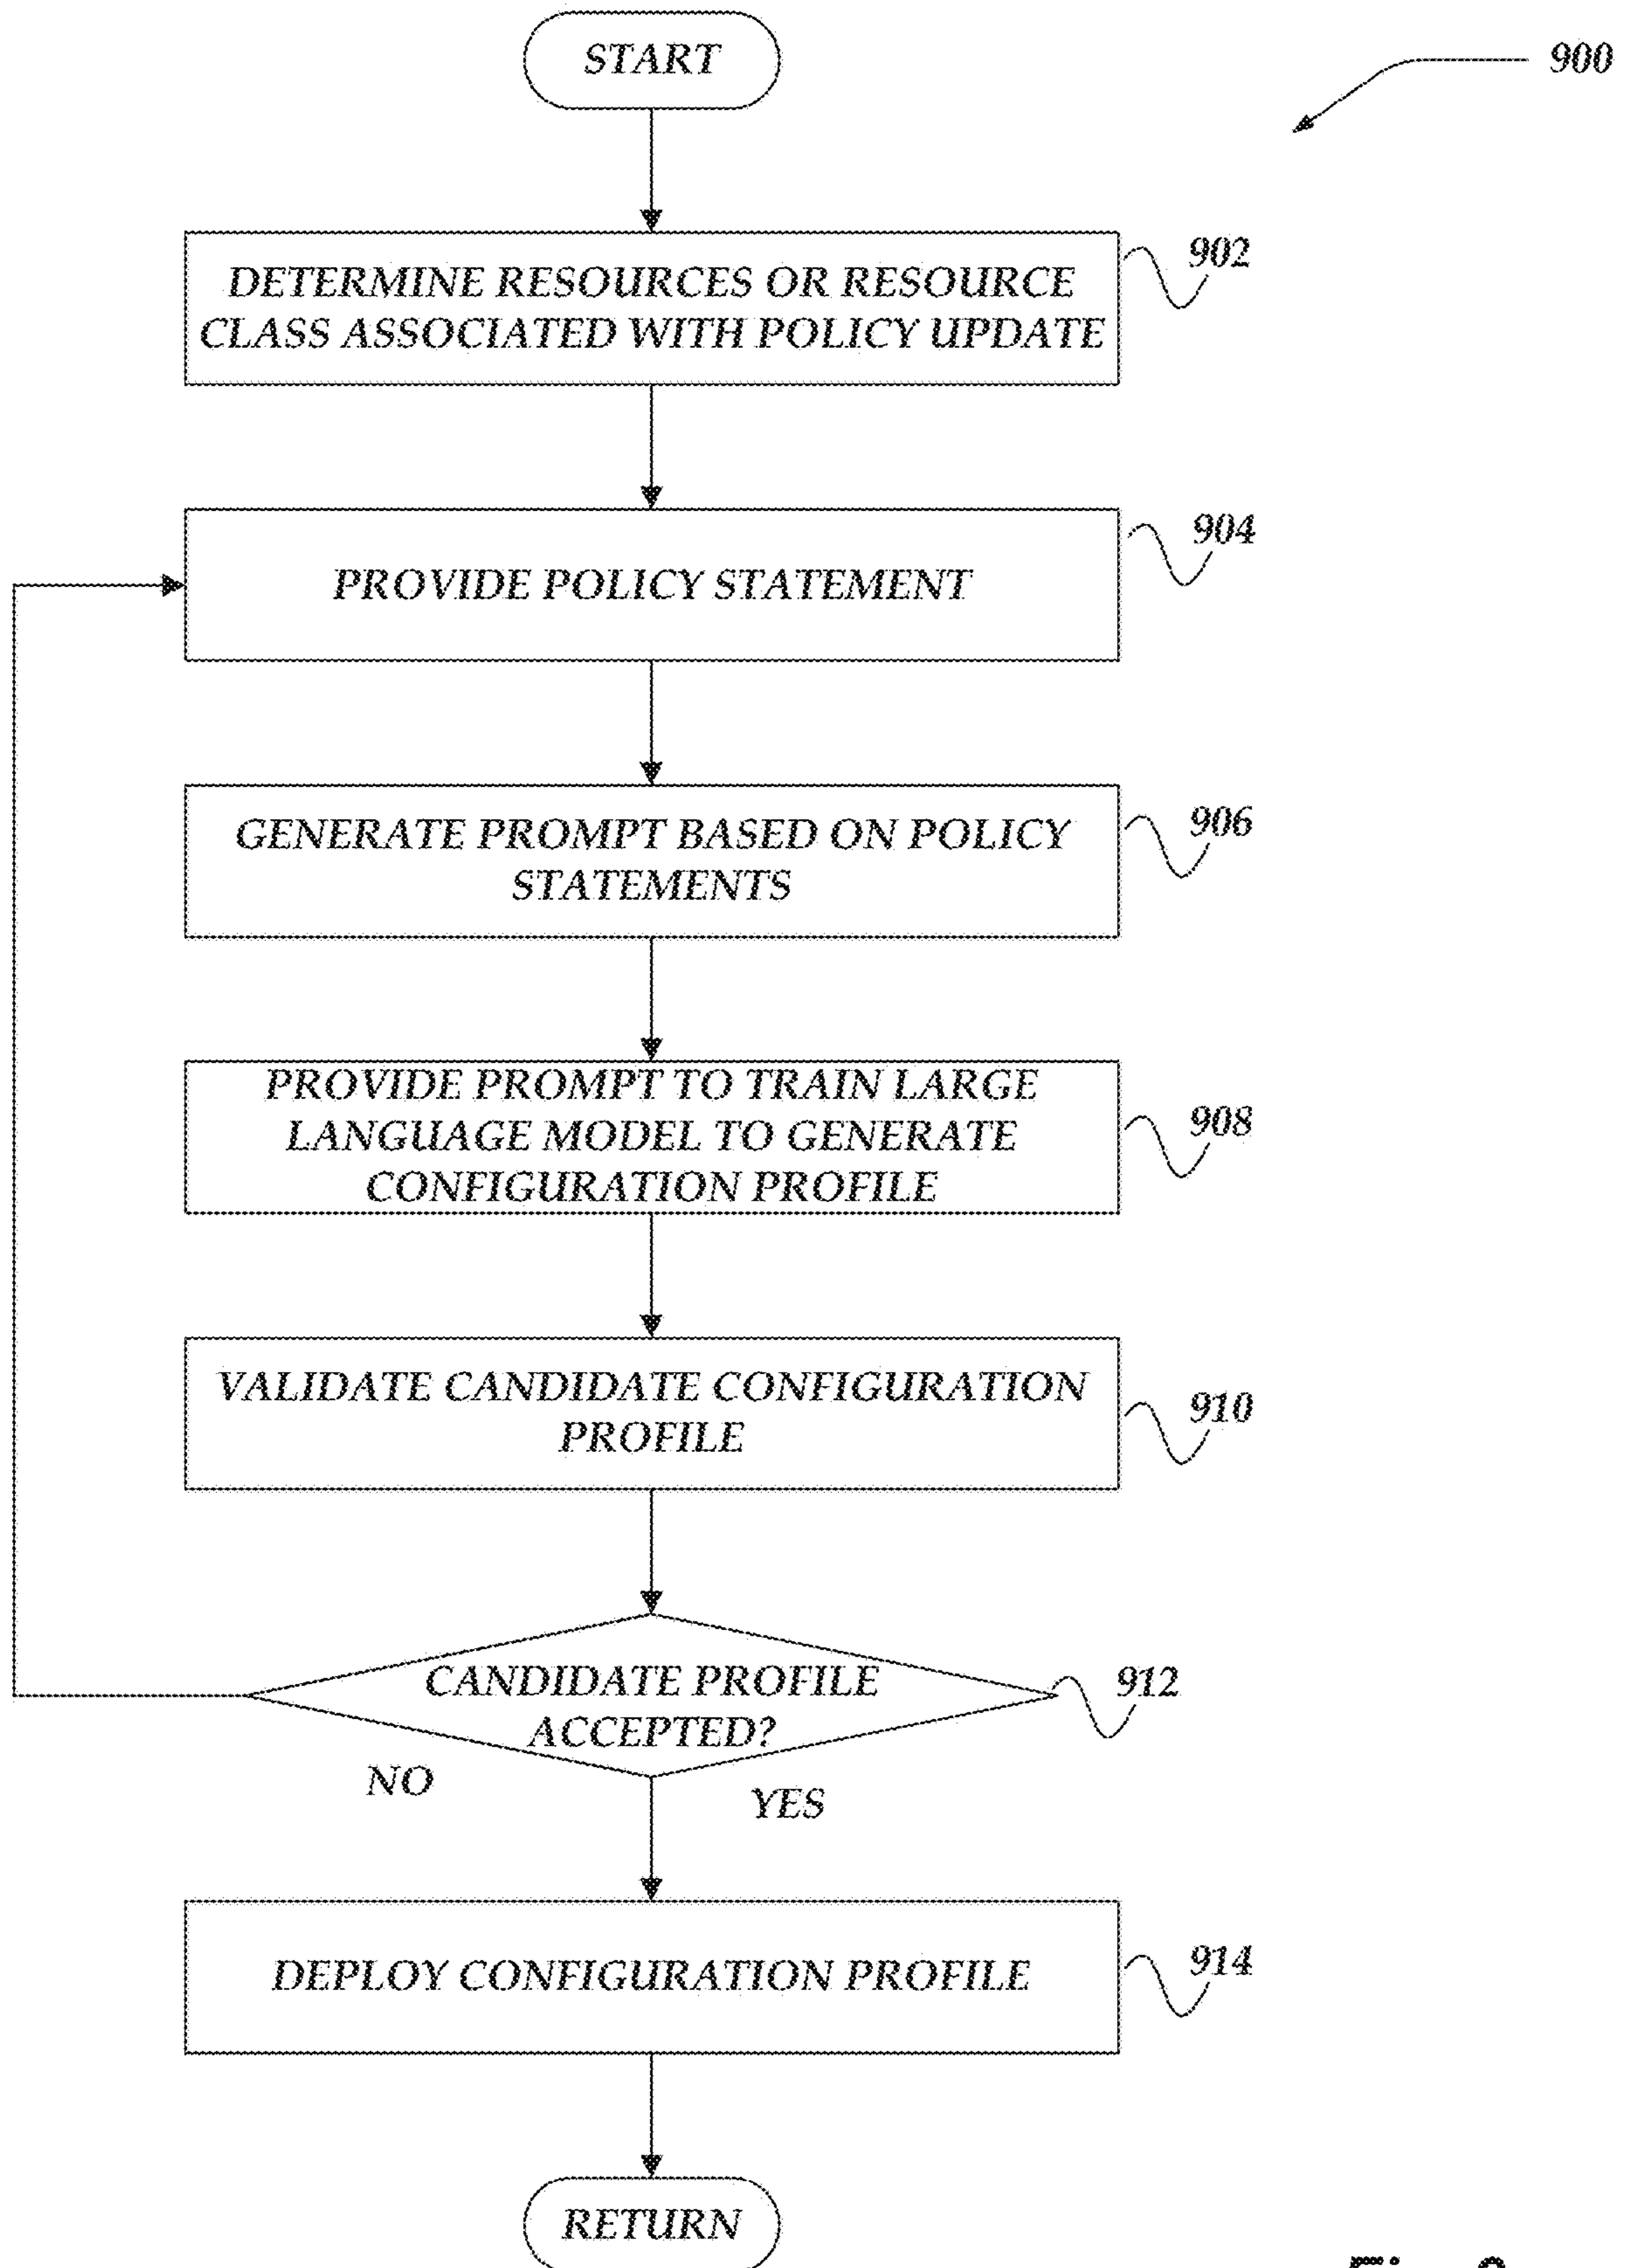 START
900
DETERMINE RESOURCES OR RESOURCE
CLASS ASSOCIATED WITH POLICY UPDATE
902
PROVIDE POLICY STATEMENT
904
GENERATE PROMPT BASED ON POLICY
STATEMENTS
906
PROVIDE PROMPT TO TRAIN LARGE
LANGUAGE MODEL TO GENERATE
CONFIGURATION PROFILE
908
VALIDATE CANDIDATE CONFIGURATION
PROFILE
910
CANDIDATE PROFILE
ACCEPTED?
912
NO
YES
DEPLOY CONFIGURATION PROFILE
914
RETURN